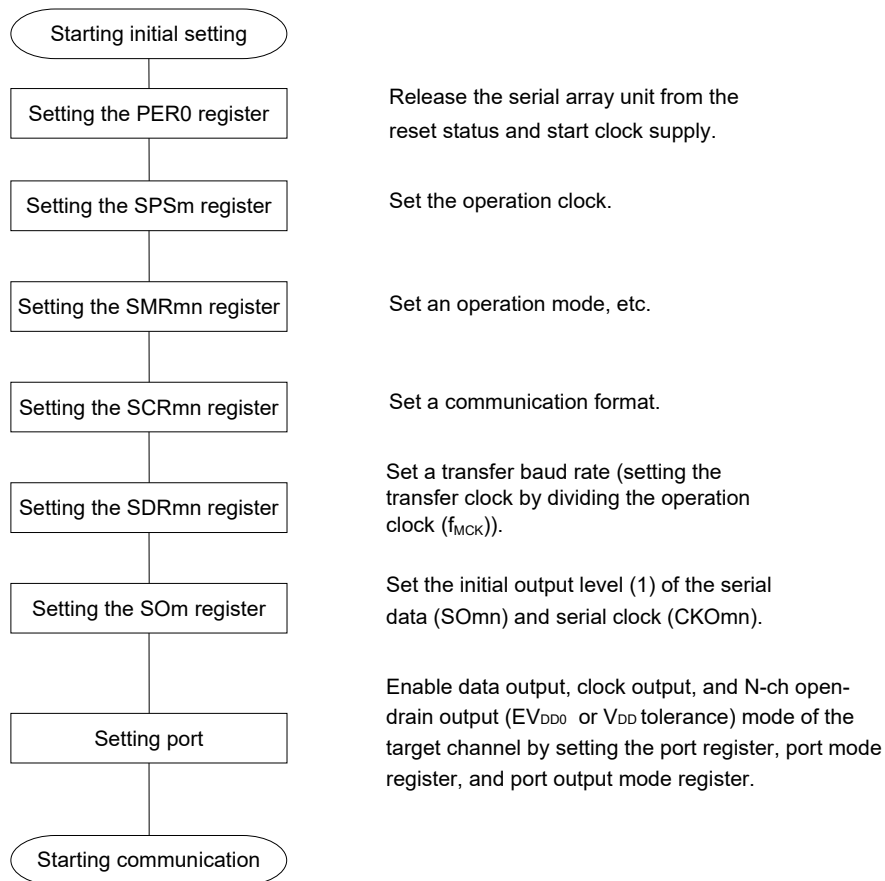 Starting initial setting
Setting the PER0 register
Release the serial array unit from the
reset status and start clock supply.
Setting the SPSm register
Set the operation clock.
Setting the SMRmn register
Set an operation mode, etc.
Setting the SCRmn register
Set a communication format.
Setting the SDRmn register
Set a transfer baud rate (setting the
transfer clock by dividing the operation
clock (fMCK)).
Setting the SOm register
Set the initial output level (1) of the serial
data (SOmn) and serial clock (CKOmn).
Setting port
Enable data output, clock output, and N-ch open-
drain output (EVDD0 or VDD tolerance) mode of the
target channel by setting the port register, port mode
register, and port output mode register.
Starting communication